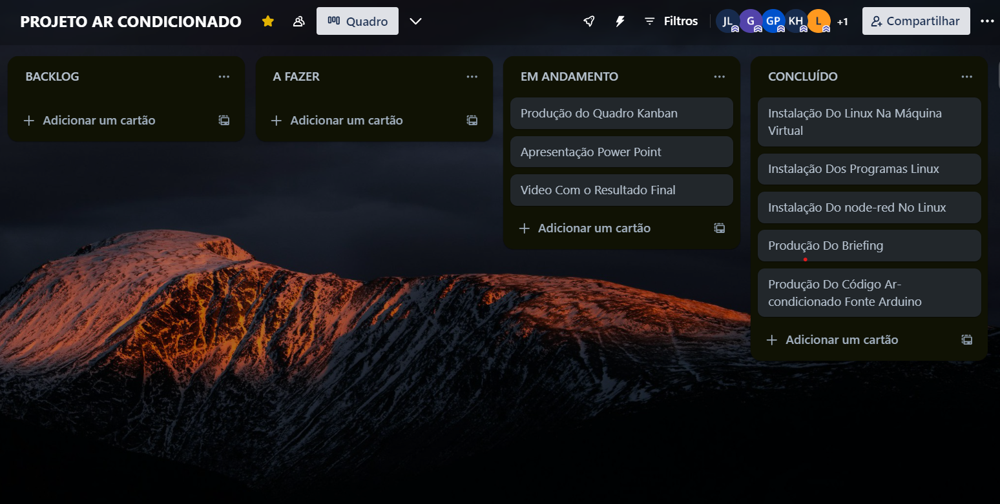 PROJETO AR CONDICIONADO
Quadro
Filtros
JL G GP KH L +1
Compartilhar
BACKLOG
Adicionar um cartão
A FAZER
Adicionar um cartão
EM ANDAMENTO
Produção do Quadro Kanban
Apresentação Power Point
Video Com o Resultado Final
Adicionar um cartão
CONCLUÍDO
Instalação Do Linux Na Máquina
Virtual
Instalação Dos Programas Linux
Instalação Do node-red No Linux
Produção Do Briefing
Produção Do Código Ar-
condicionado Fonte Arduino
Adicionar um cartão